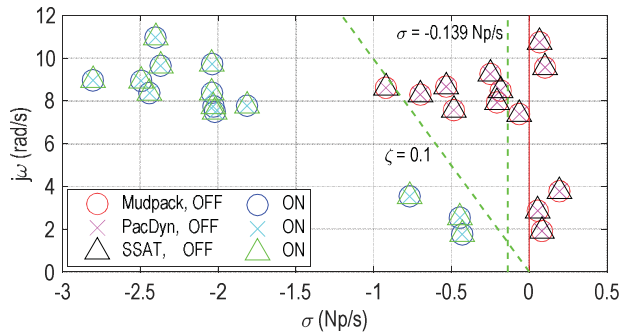 12
10
8
6
4
2
0
jω (rad/s)
σ = -0.139 Np/s
ζ = 0.1
Mudpack, OFF ON
PacDyn, OFF ON
SSAT, OFF ON
-3 -2.5 -2 -1.5 -1 -0.5 0 0.5
σ (Np/s)